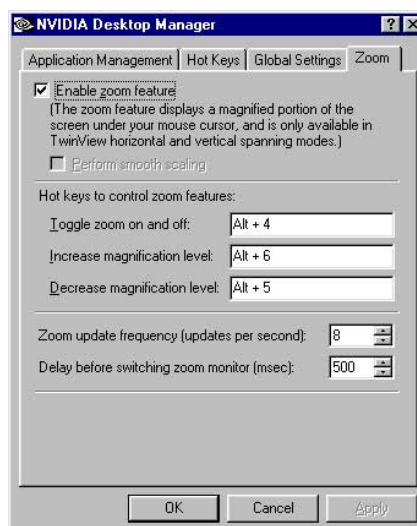 NVIDIA Desktop Manager
Application Management Hot Keys Global Settings Zoom
Enable zoom feature
(The zoom feature displays a magnified portion of the
screen under your mouse cursor, and is only available in
TwinView horizontal and vertical spanning modes.)
Perform smooth scaling
Hot keys to control zoom features:
Toggle zoom on and off: Alt + 4
Increase magnification level: Alt + 6
Decrease magnification level: Alt + 5
Zoom update frequency (updates per second): 8
Delay before switching zoom monitor (msec): 500
OK Cancel Apply